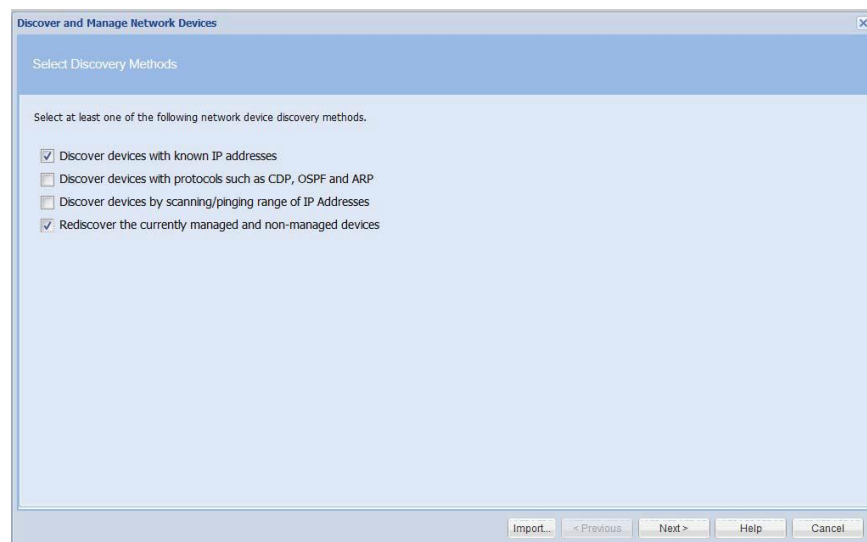 Discover and Manage Network Devices
Select Discovery Methods
Select at least one of the following network device discovery methods.
Discover devices with known IP addresses
Discover devices with protocols such as CDP, OSPF and ARP
Discover devices by scanning/pinging range of IP Addresses
Rediscover the currently managed and non-managed devices
Import... < Previous Next > Help Cancel